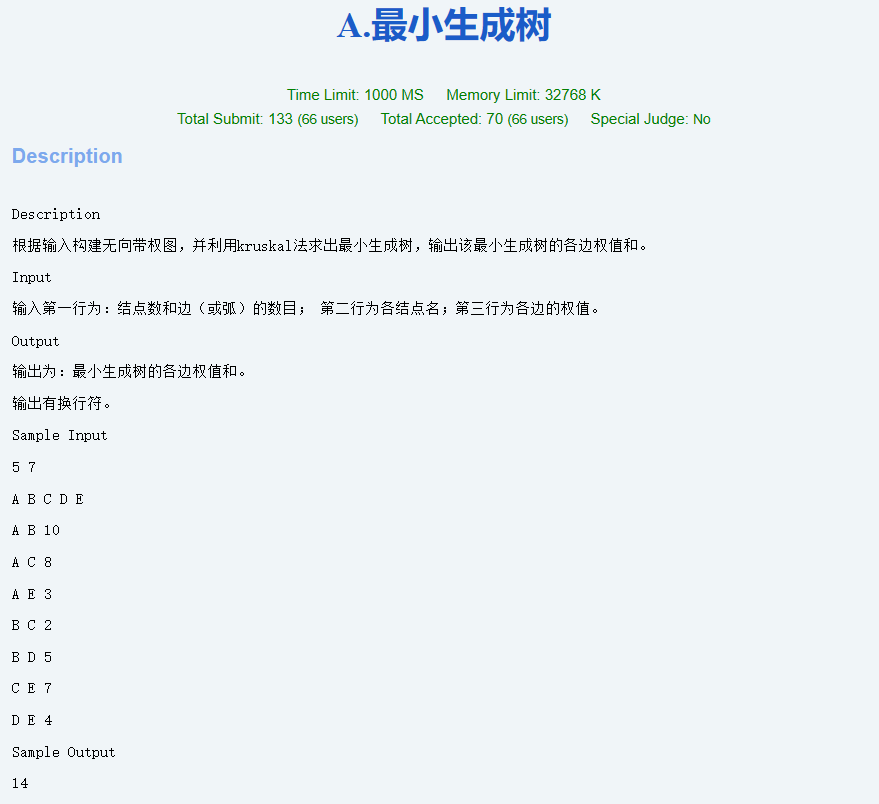 A.最小生成树
Time Limit: 1000 MS Memory Limit: 32768 K
Total Submit: 133 (66 users) Total Accepted: 70 (66 users) Special Judge: No
Description
Description
根据输入构建无向带权图，并利用kruskal法求出最小生成树，输出该最小生成树的各边权值和。
Input
输入第一行为：结点数和边（或弧）的数目； 第二行为各结点名；第三行为各边的权值。
Output
输出为：最小生成树的各边权值和。
输出有换行符。
Sample Input
5 7
A B C D E
A B 10
A C 8
A E 3
B C 2
B D 5
C E 7
D E 4
Sample Output
14